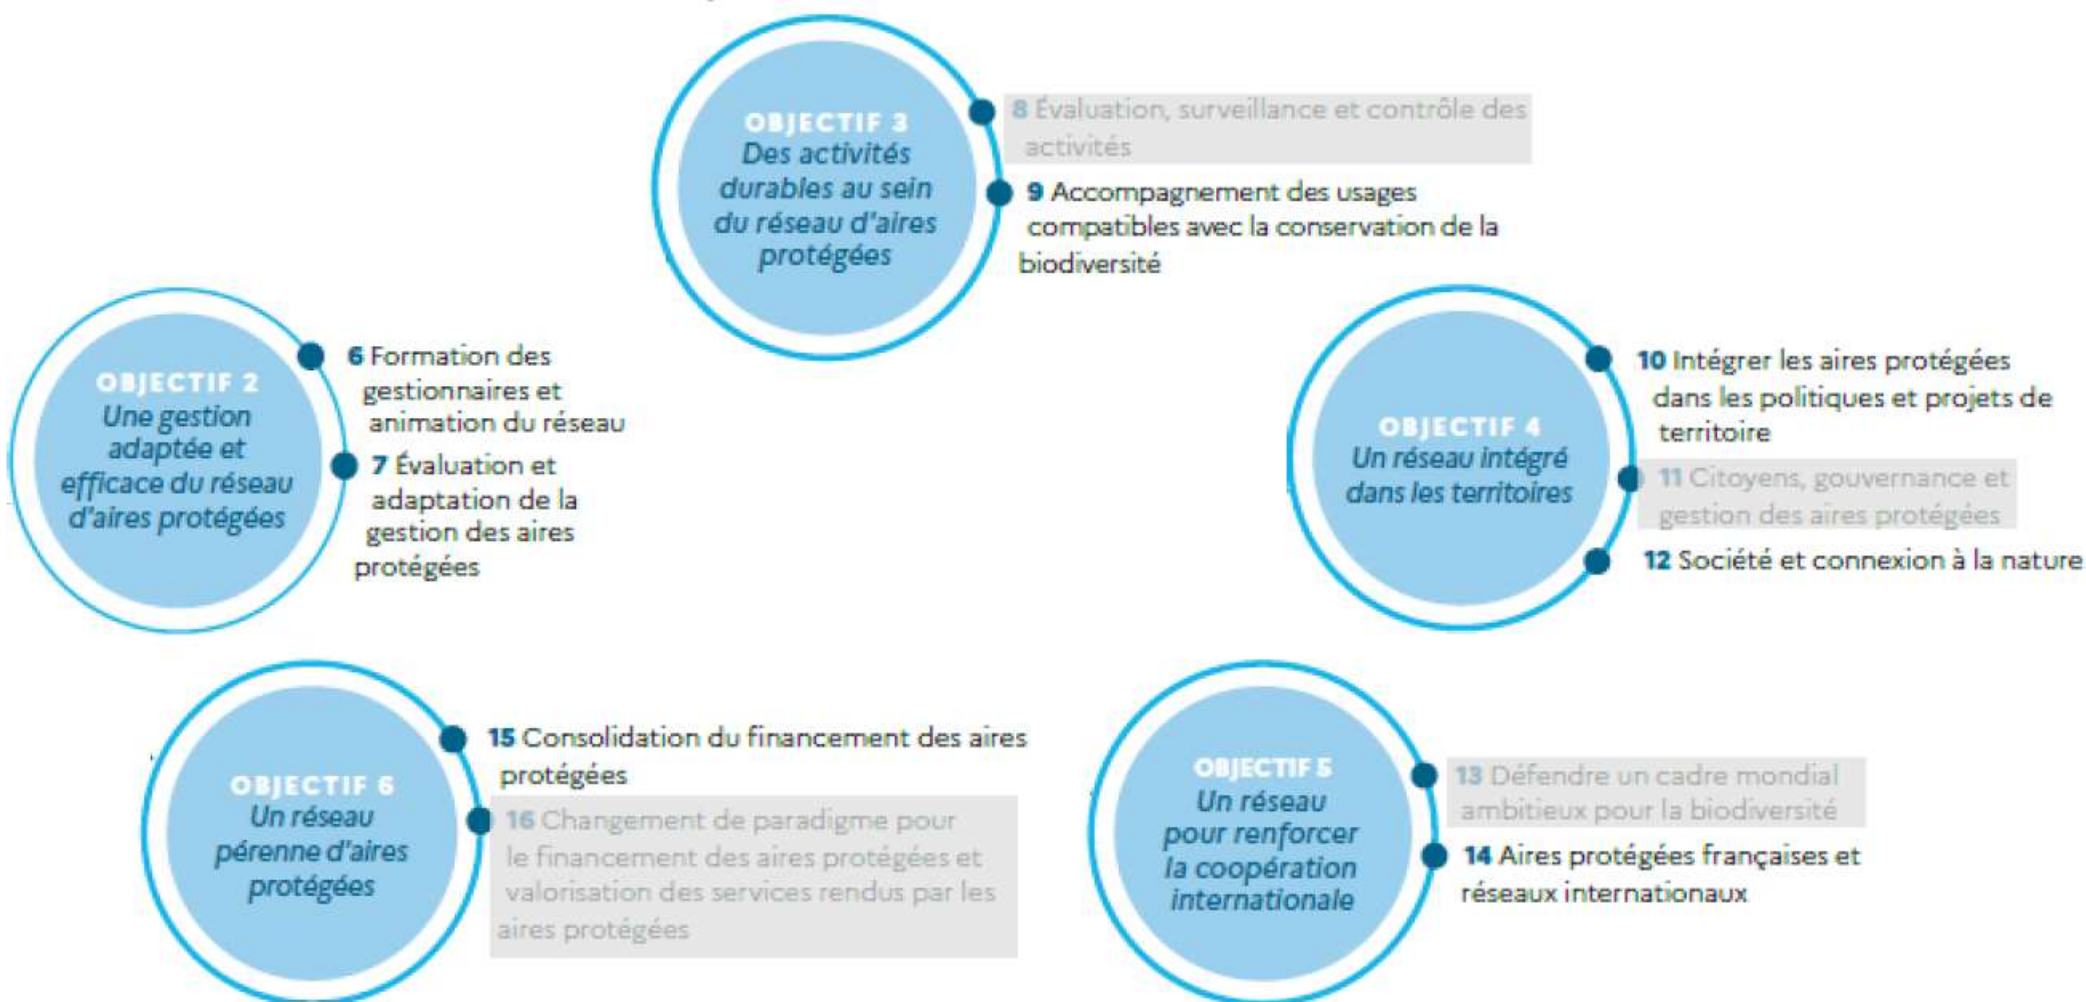 OBJECTIF 3
Des activités
durables au sein
du réseau d'aires
protégées
8 Évaluation, surveillance et contrôle des
activités
9 Accompagnement des usages
compatibles avec la conservation de la
biodiversité
OBJECTIF 2
Une gestion
adaptée et
efficace du réseau
d'aires protégées
6 Formation des
gestionnaires et
animation du réseau
7 Évaluation et
adaptation de la
gestion des aires
protégées
OBJECTIF 4
Un réseau intégré
dans les territoires
10 Intégrer les aires protégées
dans les politiques et projets de
territoire
11 Citoyens, gouvernance et
gestion des aires protégées
12 Société et connexion à la nature
OBJECTIF 6
Un réseau
pérenne d'aires
protégées
15 Consolidation du financement des aires
protégées
16 Changement de paradigme pour
le financement des aires protégées et
valorisation des services rendus par les
aires protégées
OBJECTIF 5
Un réseau
pour renforcer
la coopération
internationale
13 Défendre un cadre mondial
ambitieux pour la biodiversité
14 Aires protégées françaises et
réseaux internationaux